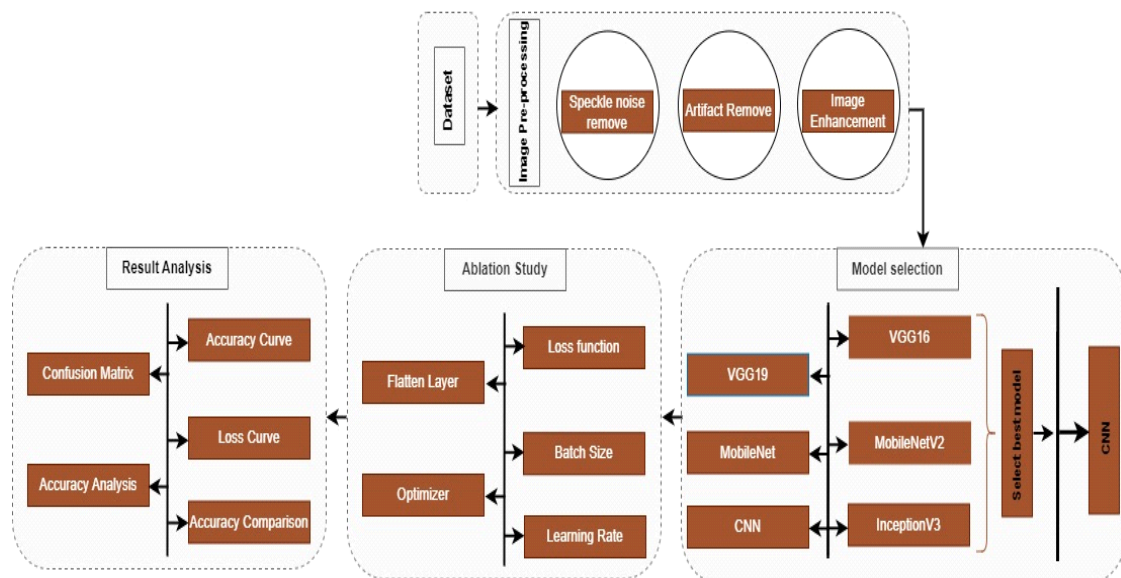 Dataset
Image Pre-processing
Speckle noise
remove
Artifact Remove
Image
Enhancement
Result Analysis
Accuracy Curve
Confusion Matrix
Loss Curve
Accuracy Analysis
Accuracy Comparison
Ablation Study
Loss function
Flatten Layer
Batch Size
Optimizer
Learning Rate
Model selection
VGG16
VGG19
MobileNetV2
MobileNet
CNN
InceptionV3
Select best model
CNN